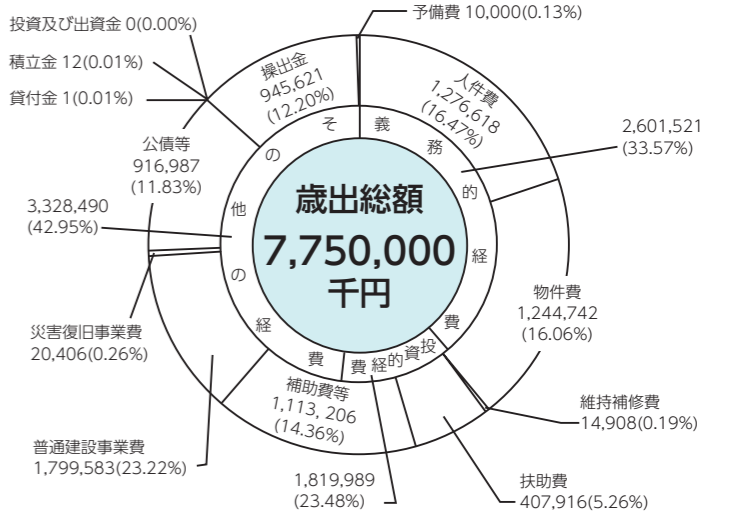 投資及び出資金 0(0.00%)
積立金 12(0.01%)
貸付金 1(0.01%)
操出金
945,621
(12.20%)
予備費 10,000(0.13%)
人件費
1,276,618
(16.47%)
2,601,521
(33.57%)
公債等
916,987
(11.83%)
3,328,490
(42.95%)
義務的経費
その他の経費
投資的経費
歳出総額
7,750,000
千円
物件費
1,244,742
(16.06%)
災害復旧事業費
20,406(0.26%)
維持補修費
14,908(0.19%)
補助費等
1,113, 206
(14.36%)
普通建設事業費
1,799,583(23.22%)
1,819,989
(23.48%)
扶助費
407,916(5.26%)